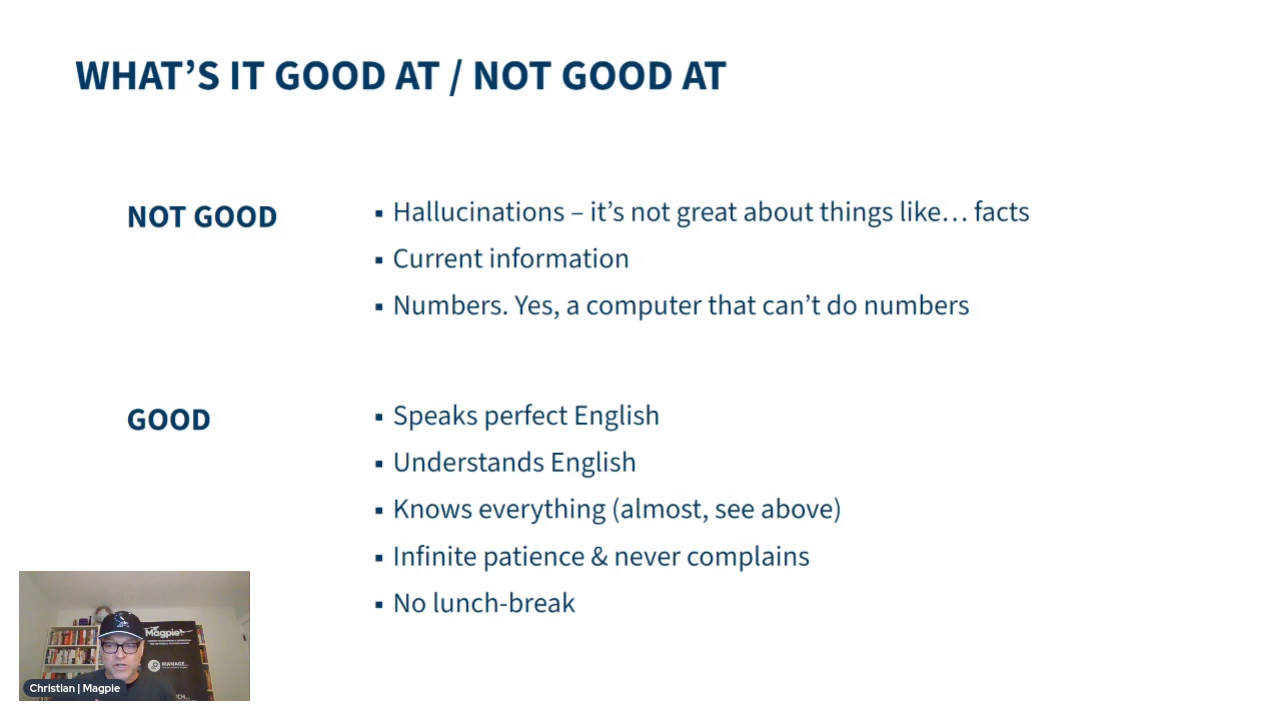 WHAT’S IT GOOD AT / NOT GOOD AT
NOT GOOD
▪ Hallucinations – it’s not great about things like… facts
▪ Current information
▪ Numbers. Yes, a computer that can’t do numbers
GOOD
▪ Speaks perfect English
▪ Understands English
▪ Knows everything (almost, see above)
▪ Infinite patience & never complains
▪ No lunch-break
Magpie
MANAGE...
Christian | Magpie